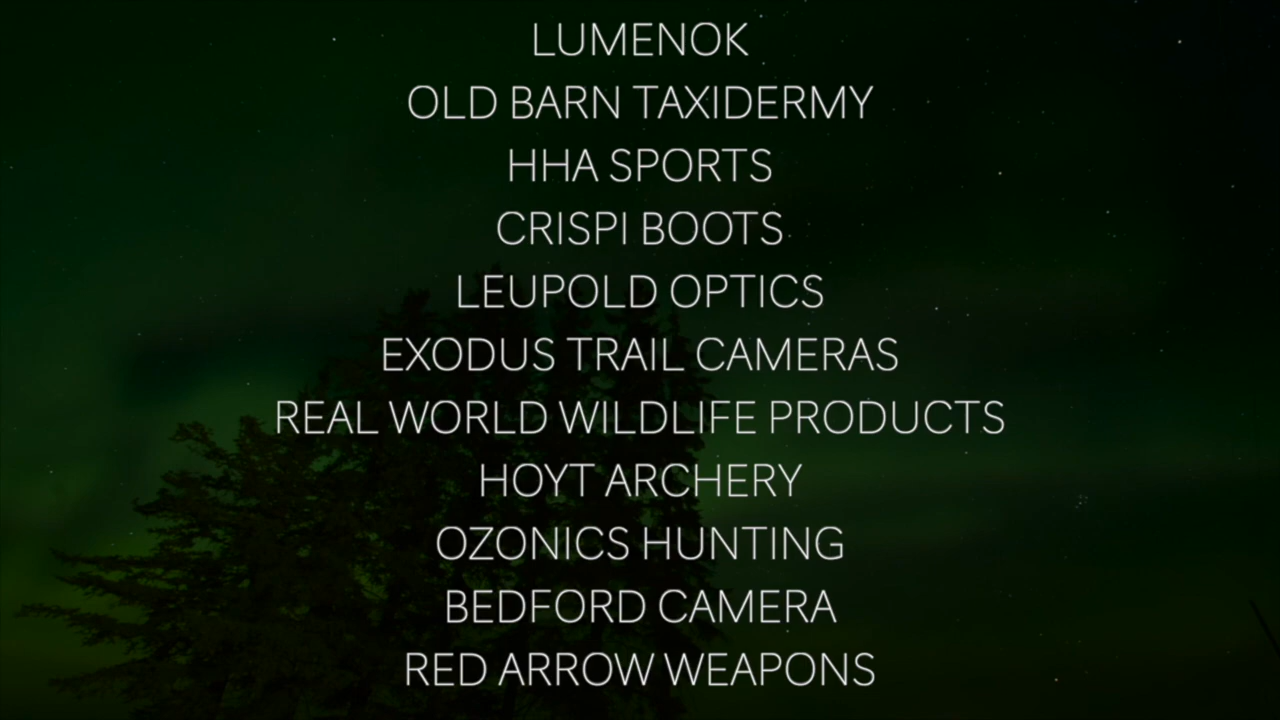 LUMENOK
OLD BARN TAXIDERMY
HHA SPORTS
CRISPI BOOTS
LEUPOLD OPTICS
EXODUS TRAIL CAMERAS
REAL WORLD WILDLIFE PRODUCTS
HOYT ARCHERY
OZONICS HUNTING
BEDFORD CAMERA
RED ARROW WEAPONS